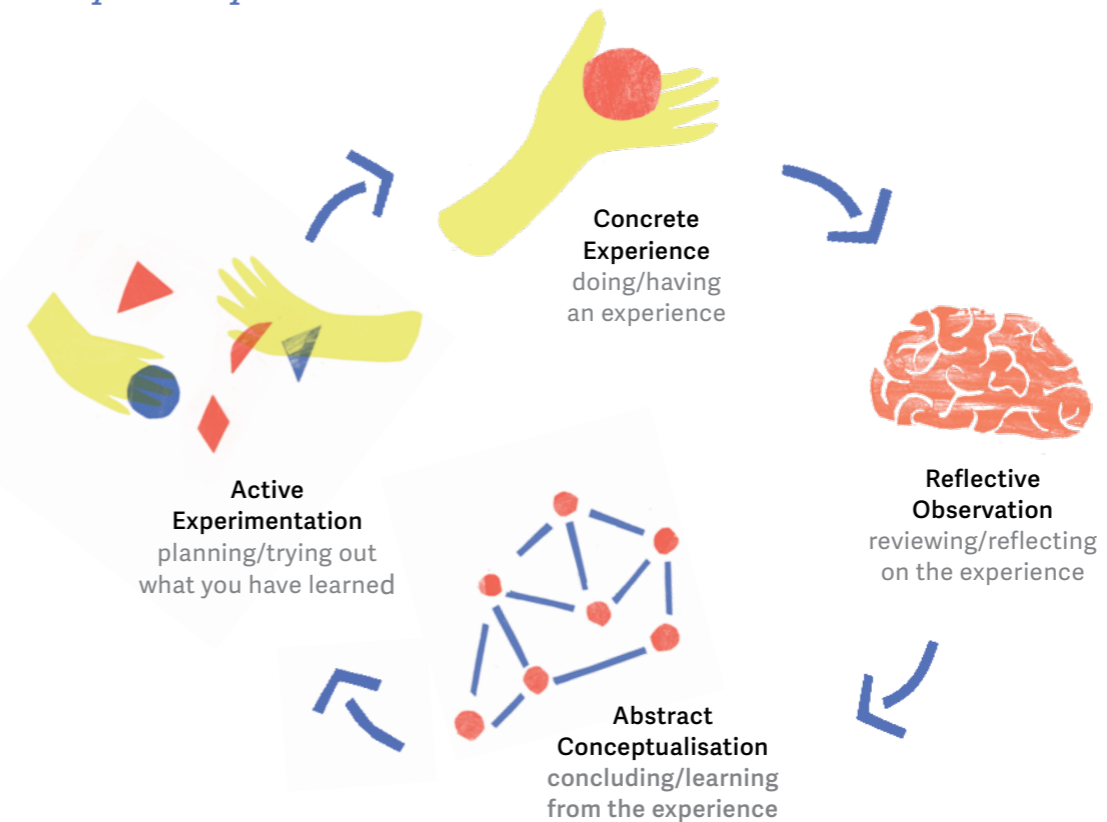 Concrete
Experience
doing/having
an experience
Reflective
Observation
reviewing/reflecting
on the experience
Abstract
Conceptualisation
concluding/learning
from the experience
Active
Experimentation
planning/trying out
what you have learned